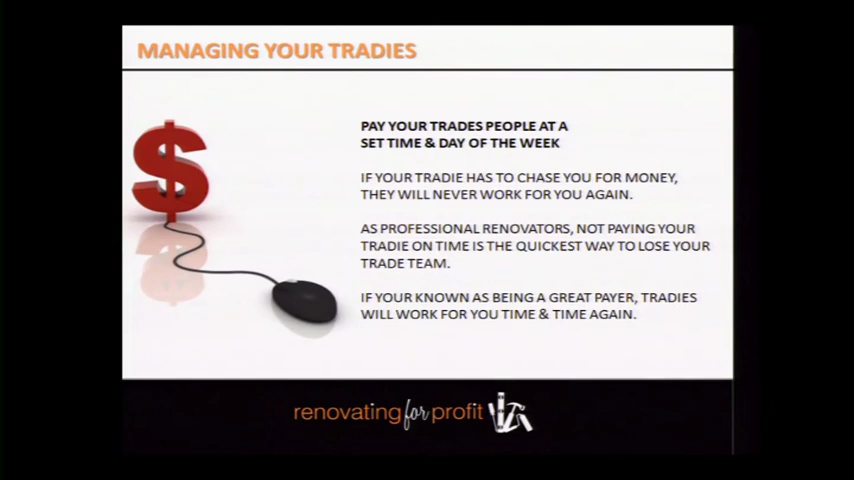 MANAGING YOUR TRADIES
PAY YOUR TRADES PEOPLE AT A
SET TIME & DAY OF THE WEEK
IF YOUR TRADIE HAS TO CHASE YOU FOR MONEY,
THEY WILL NEVER WORK FOR YOU AGAIN.
AS PROFESSIONAL RENOVATORS, NOT PAYING YOUR
TRADIE ON TIME IS THE QUICKEST WAY TO LOSE YOUR
TRADE TEAM.
IF YOUR KNOWN AS BEING A GREAT PAYER, TRADIES
WILL WORK FOR YOU TIME & TIME AGAIN.
renovating for profit